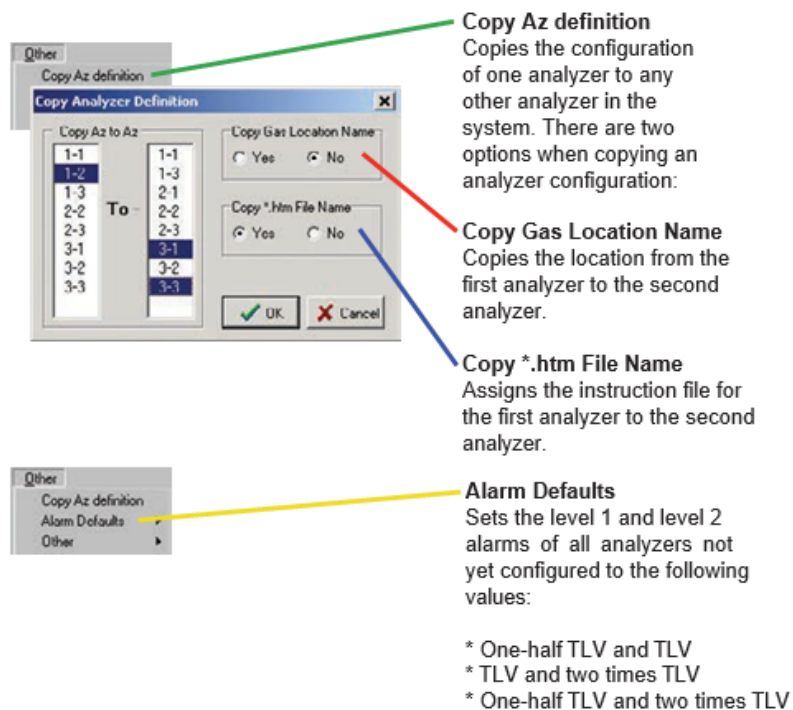 Other
Copy Az definition
Copy Analyzer Definition
Copy Az to Az
1-1
1-2
1-3
2-2
2-3
3-1
3-2
3-3
To
1-1
1-3
2-1
2-2
2-3
3-1
3-2
3-3
Copy Gas Location Name
Yes No
Copy *.htm File Name
Yes No
OK Cancel
Copy Az definition
Copies the configuration
of one analyzer to any
other analyzer in the
system. There are two
options when copying an
analyzer configuration:
Copy Gas Location Name
Copies the location from the
first analyzer to the second
analyzer.
Copy *.htm File Name
Assigns the instruction file for
the first analyzer to the second
analyzer.
Other
Copy Az definition
Alarm Defaults
Other
Alarm Defaults
Sets the level 1 and level 2
alarms of all analyzers not
yet configured to the following
values:
* One-half TLV and TLV
* TLV and two times TLV
* One-half TLV and two times TLV